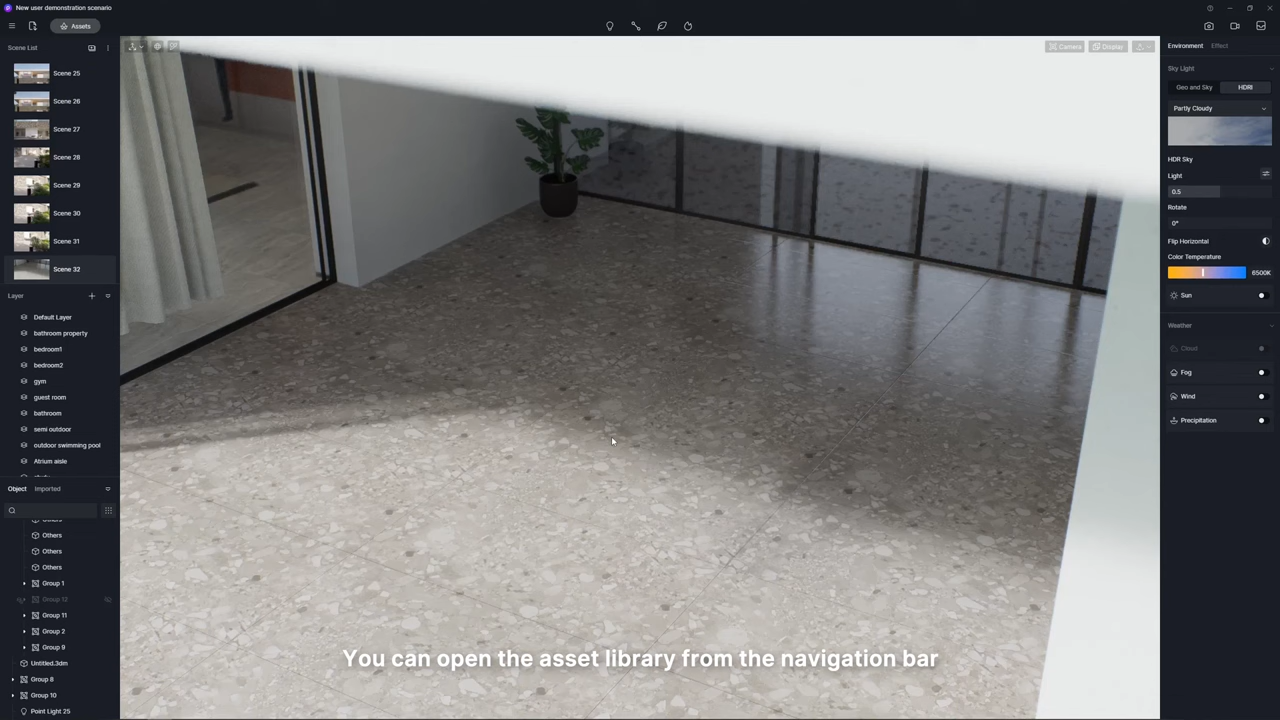 New user demonstration scenario
Assets
Scene List
Scene 25
Scene 26
Scene 27
Scene 28
Scene 29
Scene 30
Scene 31
Scene 32
Layer
Default Layer
bathroom property
bedroom1
bedroom2
gym
guest room
bathroom
semi outdoor
outdoor swimming pool
Atrium aisle
Object Imported
Others
Others
Others
Others
Group 1
Group 12
Group 11
Group 2
Group 9
Untitled.3dm
Group 8
Group 10
Point Light 25
Camera Display
You can open the asset library from the navigation bar
Environment Effect
Sky Light
Geo and Sky HDRI
Partly Cloudy
HDR Sky
Light
0.5
Rotate
0°
Flip Horizontal
Color Temperature
6500K
Sun
Weather
Cloud
Fog
Wind
Precipitation